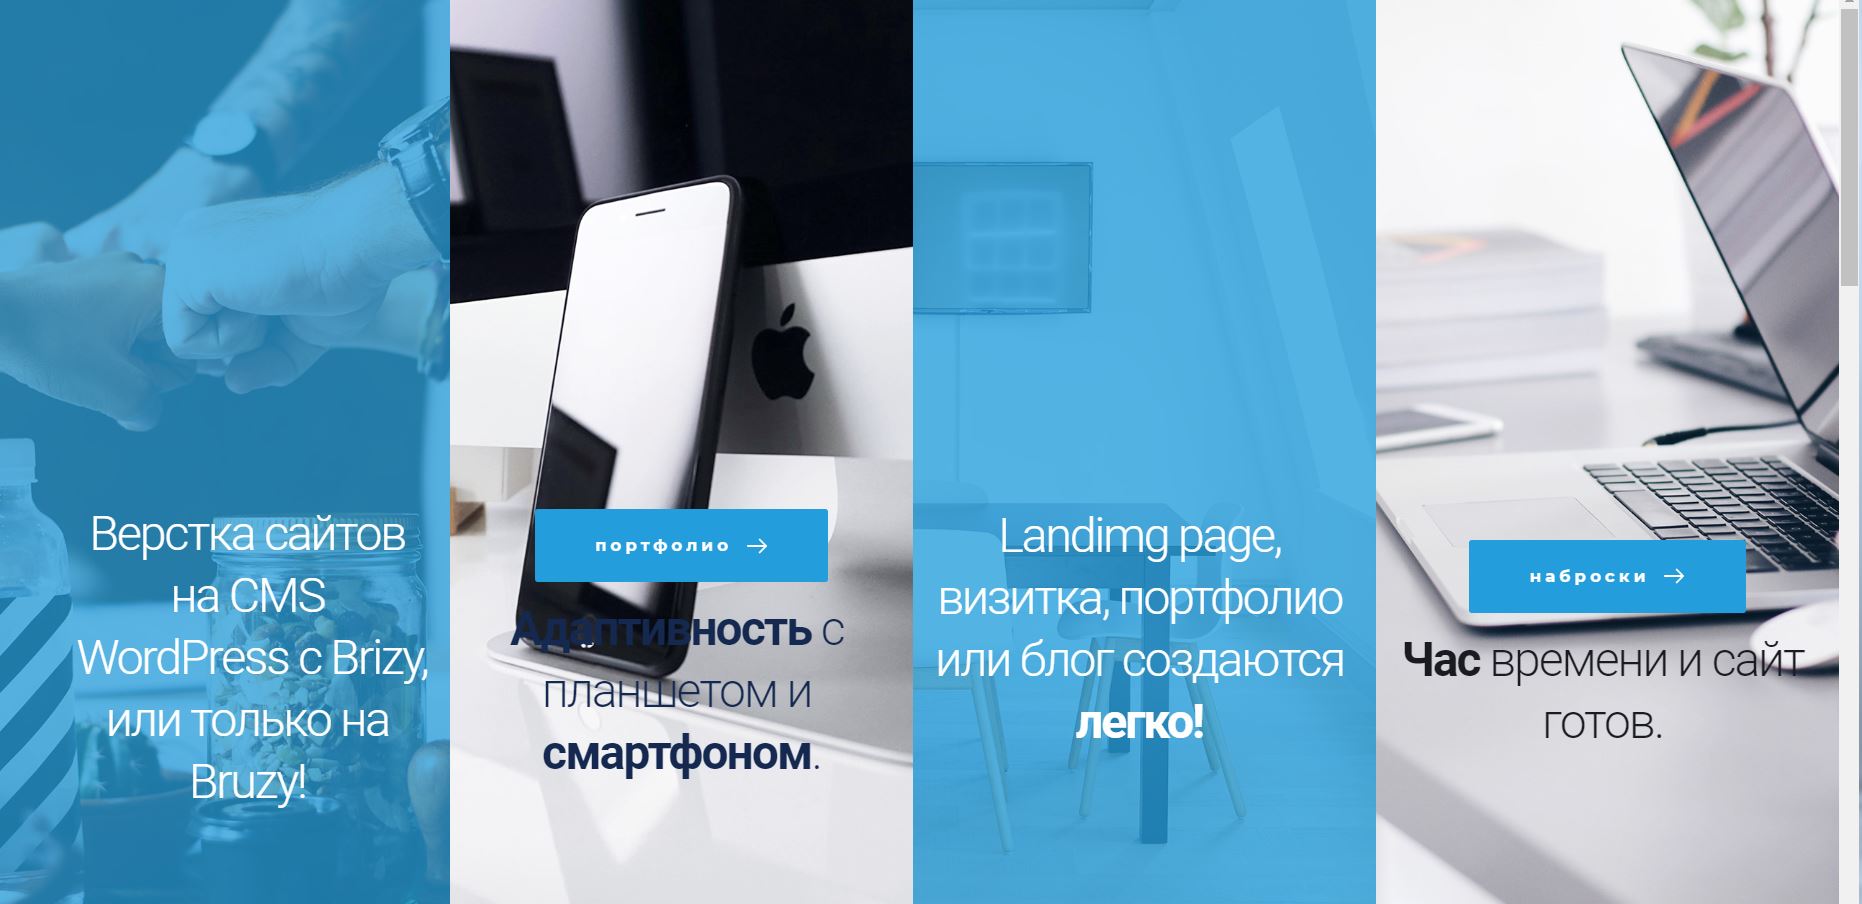 Верстка сайтов
на CMS
WordPress с Brizy,
или только на
Bruzy!
портфолио
Адаптивность с
планшетом и
смартфоном.
Landimg page,
визитка, портфолио
или блог создаются
легко!
наброски
Час времени и сайт
готов.